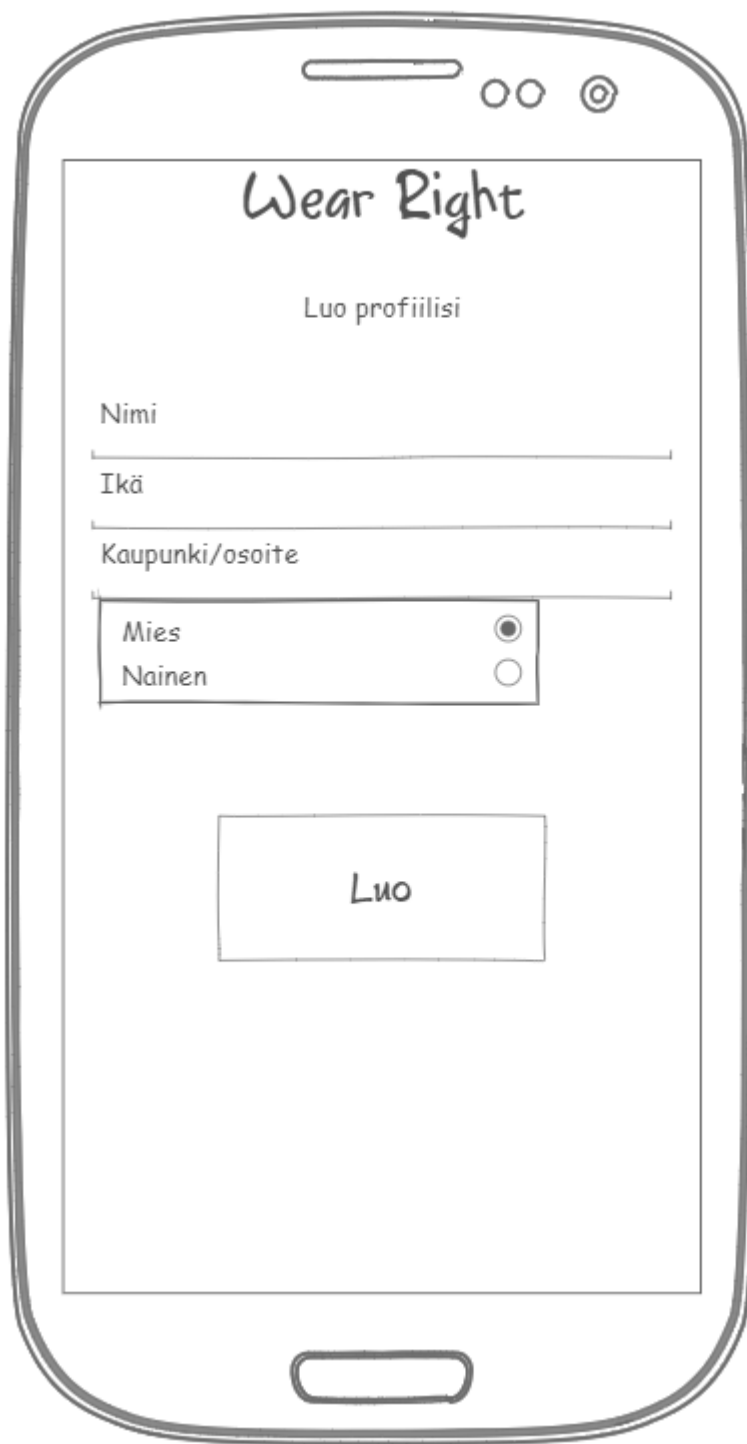 Wear Right
Luo profiilisi
Nimi
Ikä
Kaupunki/osoite
Mies
Nainen
Luo